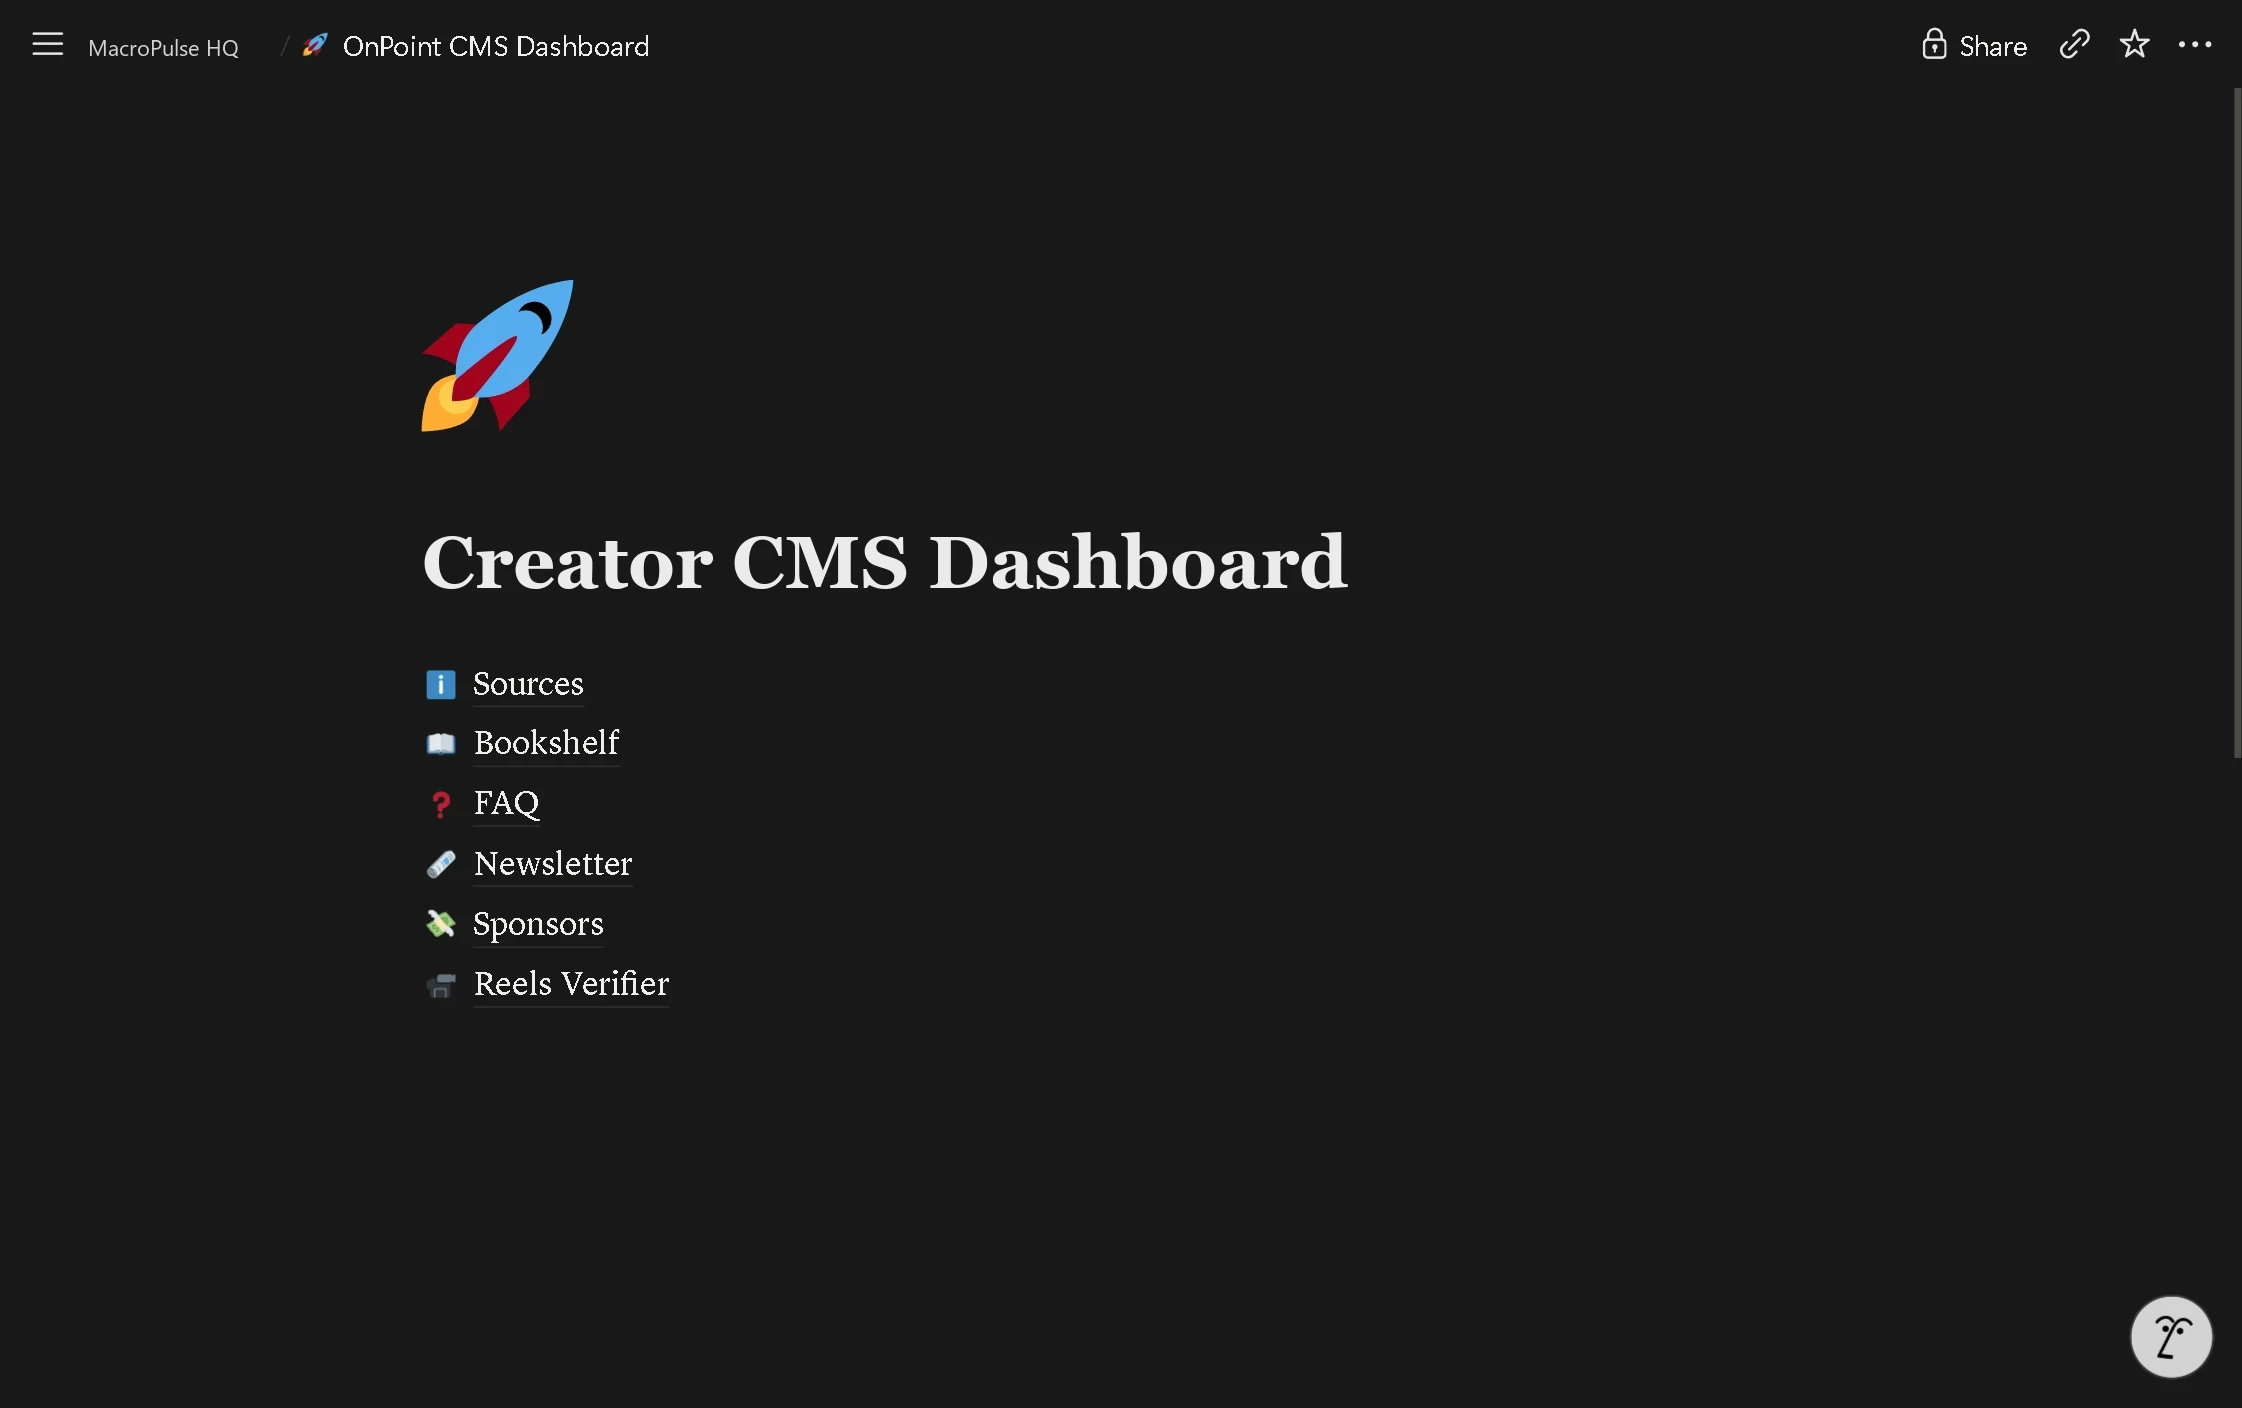 MacroPulse HQ / OnPoint CMS Dashboard
Share
Creator CMS Dashboard
Sources
Bookshelf
FAQ
Newsletter
Sponsors
Reels Verifier